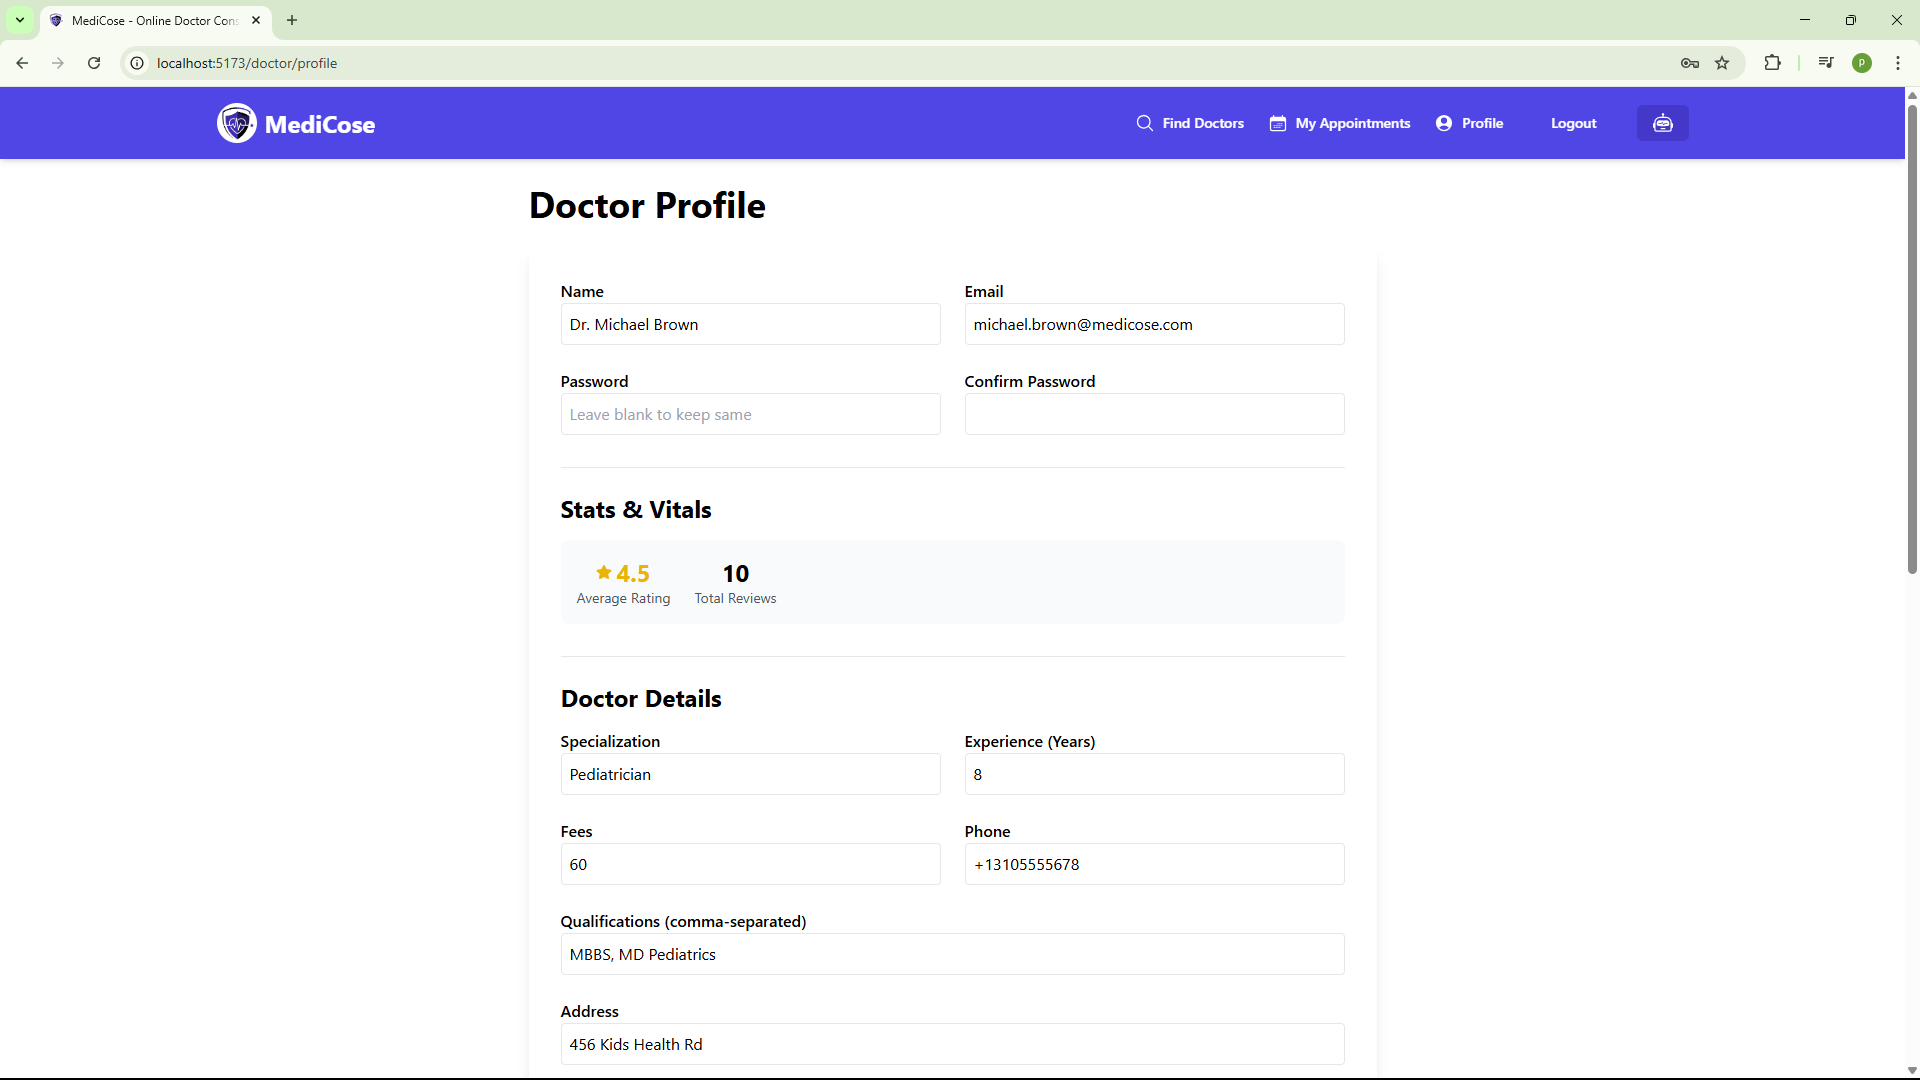 MediCose - Online Doctor Cons
localhost:5173/doctor/profile
P
MediCose
Find Doctors
My Appointments
Profile
Logout
Doctor Profile
Name
Email
Dr. Michael Brown
michael.brown@medicose.com
Password
Confirm Password
Leave blank to keep same
Stats & Vitals
4.5
10
Average Rating
Total Reviews
Doctor Details
Specialization
Experience (Years)
Pediatrician
8
Fees
Phone
60
+13105555678
Qualifications (comma-separated)
MBBS, MD Pediatrics
Address
456 Kids Health Rd